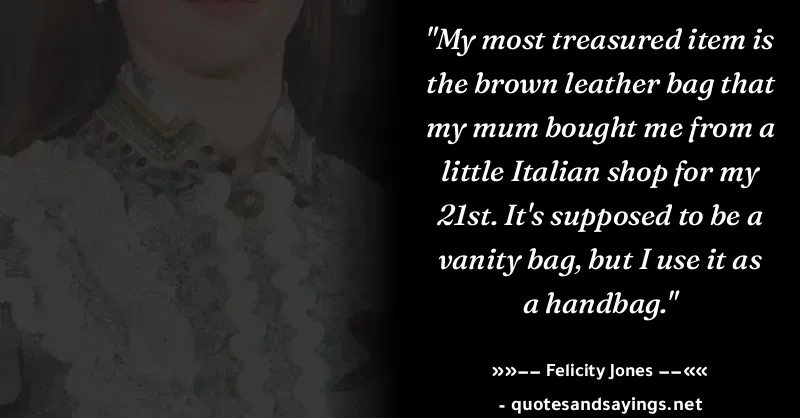 "My most treasured item is
the brown leather bag that
my mum bought me from a
little Italian shop for my
21st. It's supposed to be a
vanity bag, but I use it as
a handbag."
»»−− Felicity Jones −−««
- quotesandsayings.net